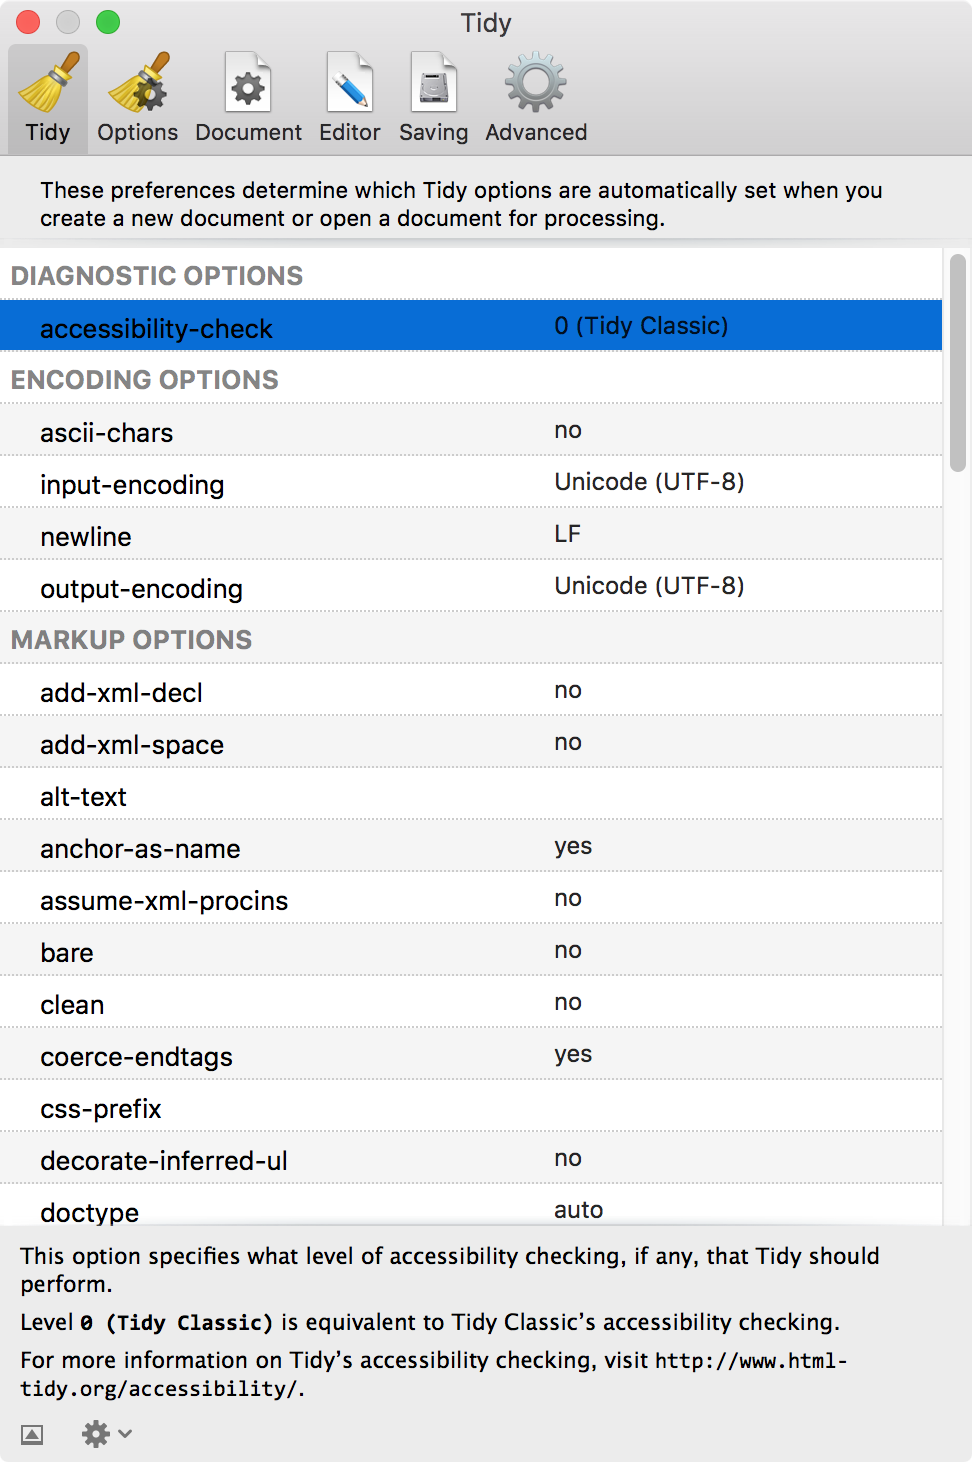 Tidy
Tidy Options Document Editor Saving Advanced
These preferences determine which Tidy options are automatically set when you
create a new document or open a document for processing.
DIAGNOSTIC OPTIONS
accessibility-check 0 (Tidy Classic)
ENCODING OPTIONS
ascii-chars no
input-encoding Unicode (UTF-8)
newline LF
output-encoding Unicode (UTF-8)
MARKUP OPTIONS
add-xml-decl no
add-xml-space no
alt-text
anchor-as-name yes
assume-xml-procins no
bare no
clean no
coerce-endtags yes
css-prefix
decorate-inferred-ul no
doctype auto
This option specifies what level of accessibility checking, if any, that Tidy should
perform.
Level 0 (Tidy Classic) is equivalent to Tidy Classic’s accessibility checking.
For more information on Tidy’s accessibility checking, visit http://www.html-
tidy.org/accessibility/.